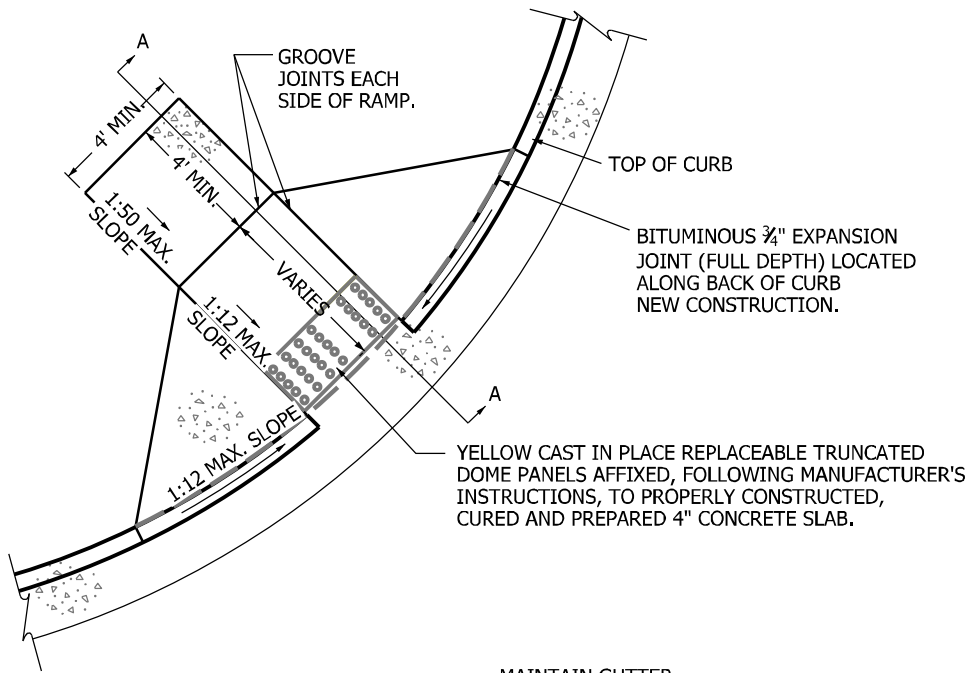 A
GROOVE
JOINTS EACH
SIDE OF RAMP.
4' MIN.
4' MIN.
TOP OF CURB
1:50 MAX.
SLOPE
BITUMINOUS ¾" EXPANSION
JOINT (FULL DEPTH) LOCATED
ALONG BACK OF CURB
NEW CONSTRUCTION.
VARIES
1:12 MAX.
SLOPE
A
1:12 MAX. SLOPE
YELLOW CAST IN PLACE REPLACEABLE TRUNCATED
DOME PANELS AFFIXED, FOLLOWING MANUFACTURER'S
INSTRUCTIONS, TO PROPERLY CONSTRUCTED,
CURED AND PREPARED 4" CONCRETE SLAB.
MAINTAIN GUTTER